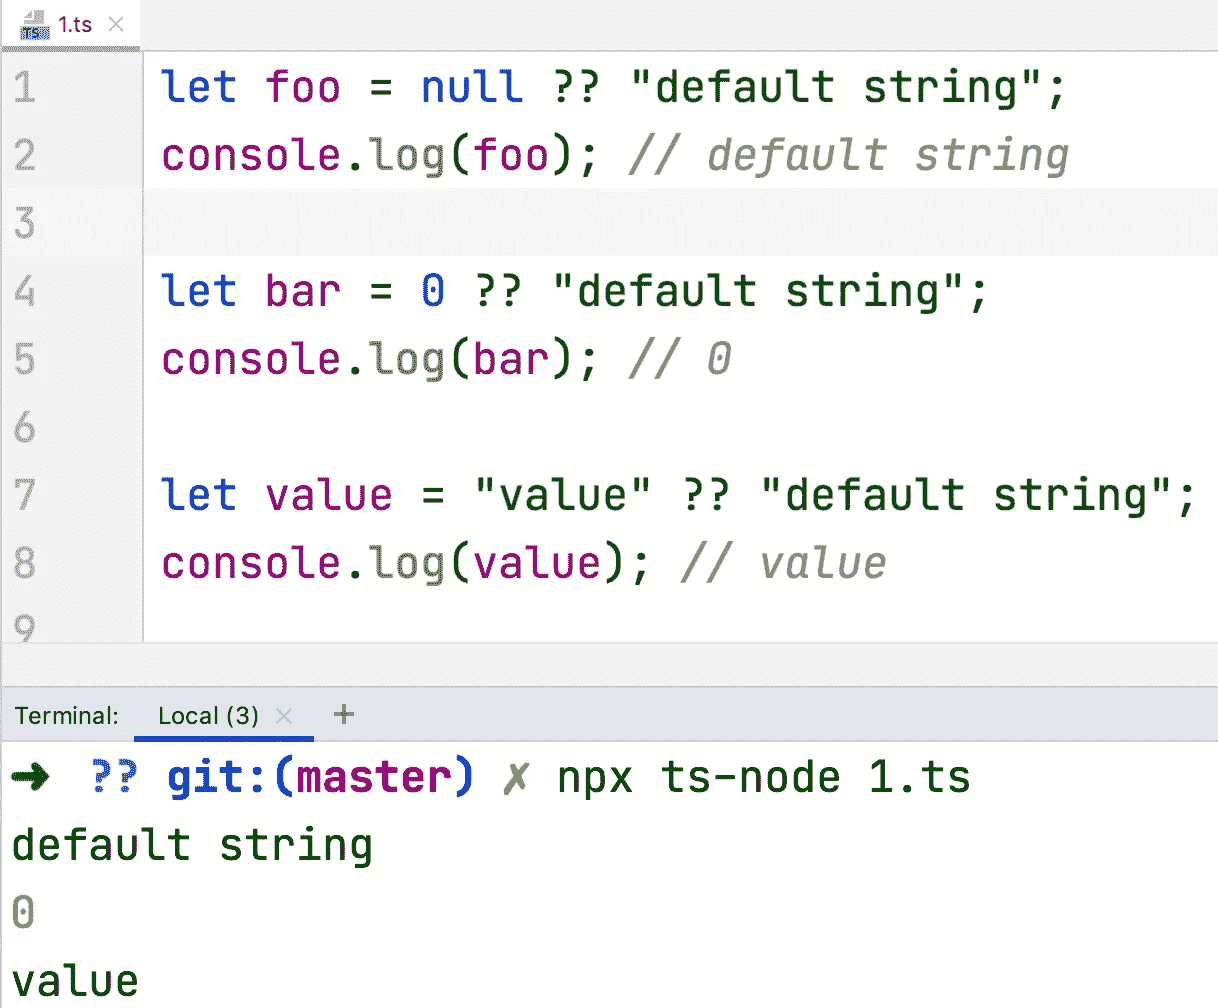 TS 1.ts ×
1 let foo = null ?? "default string";
2 console.log(foo); // default string
3
4 let bar = 0 ?? "default string";
5 console.log(bar); // 0
6
7 let value = "value" ?? "default string";
8 console.log(value); // value
9
Terminal: Local (3) × +
➜ ?? git:(master) ✗ npx ts-node 1.ts
default string
0
value